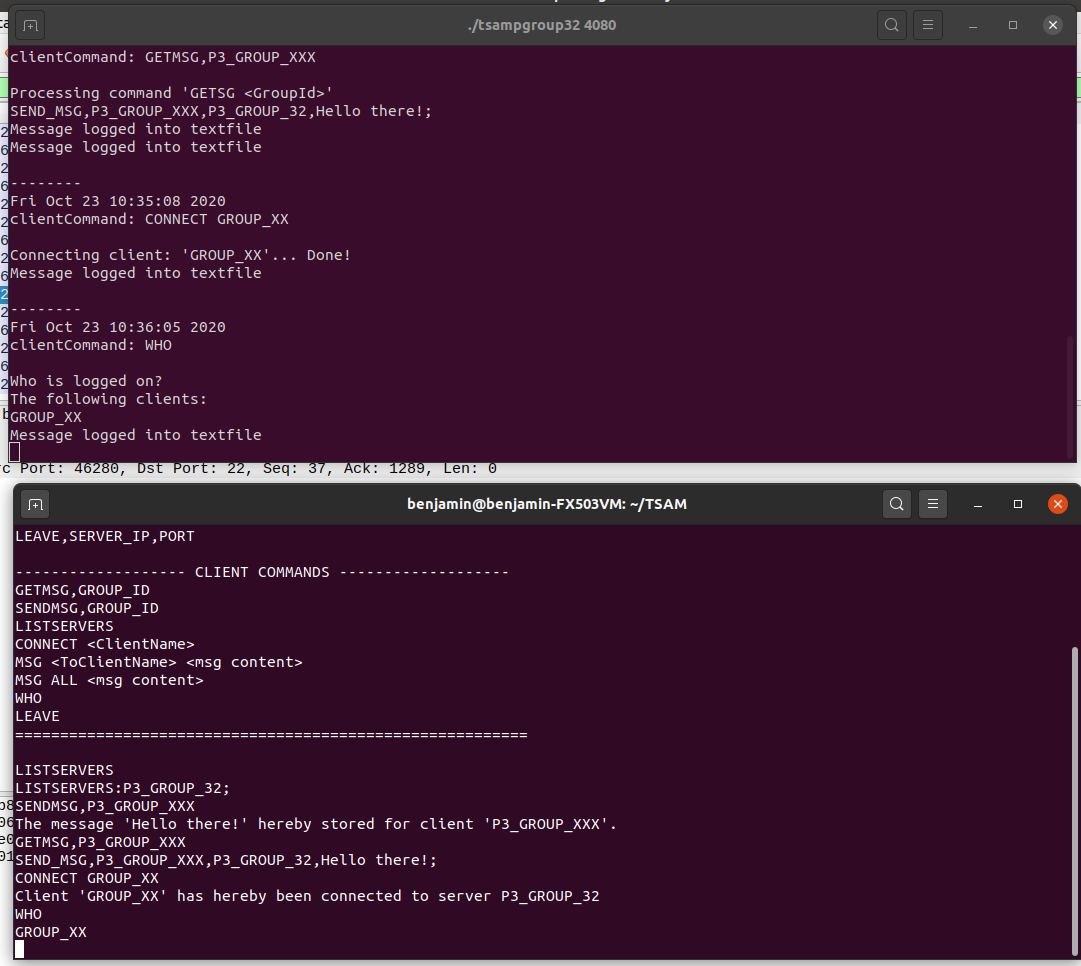 ./tsampgroup32 4080
clientCommand: GETMSG,P3_GROUP_XXX
Processing command 'GETSG <GroupId>'
SEND_MSG,P3_GROUP_XXX,P3_GROUP_32,Hello there!;
Message logged into textfile
Message logged into textfile
--------
Fri Oct 23 10:35:08 2020
clientCommand: CONNECT GROUP_XX
Connecting client: 'GROUP_XX'... Done!
Message logged into textfile
--------
Fri Oct 23 10:36:05 2020
clientCommand: WHO
Who is logged on?
The following clients:
GROUP_XX
Message logged into textfile
Port: 46280, Dst Port: 22, Seq: 37, Ack: 1289, Len: 0
benjamin@benjamin-FX503VM: ~/TSAM
LEAVE,SERVER_IP,PORT
------------------- CLIENT COMMANDS -------------------
GETMSG,GROUP_ID
SENDMSG,GROUP_ID
LISTSERVERS
CONNECT <ClientName>
MSG <ToClientName> <msg content>
MSG ALL <msg content>
WHO
LEAVE
=========================================================
LISTSERVERS
LISTSERVERS:P3_GROUP_32;
SENDMSG,P3_GROUP_XXX
The message 'Hello there!' hereby stored for client 'P3_GROUP_XXX'.
GETMSG,P3_GROUP_XXX
SEND_MSG,P3_GROUP_XXX,P3_GROUP_32,Hello there!;
CONNECT GROUP_XX
Client 'GROUP_XX' has hereby been connected to server P3_GROUP_32
WHO
GROUP_XX